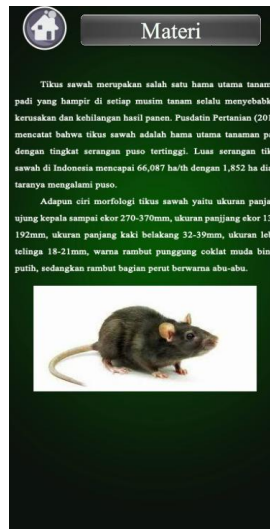 Materi
Tikus sawah merupakan salah satu hama utama tanam
padi yang hampir di setiap musim tanam selalu menyebabk
kerusakan dan kehilangan hasil panen. Pusdatin Pertanian (201
mencatat bahwa tikus sawah adalah hama utama tanaman pa
dengan tingkat serangan puso tertinggi. Luas serangan tik
sawah di Indonesia mencapai 66,087 ha/th dengan 1,852 ha dia
taranya mengalami puso.
Adapun ciri morfologi tikus sawah yaitu ukuran panja
ujung kepala sampai ekor 270-370mm, ukuran panjjang ekor 13
192mm, ukuran panjang kaki belakang 32-39mm, ukuran leb
telinga 18-21mm, warna rambut punggung coklat muda bin
putih, sedangkan rambut bagian perut berwarna abu-abu.